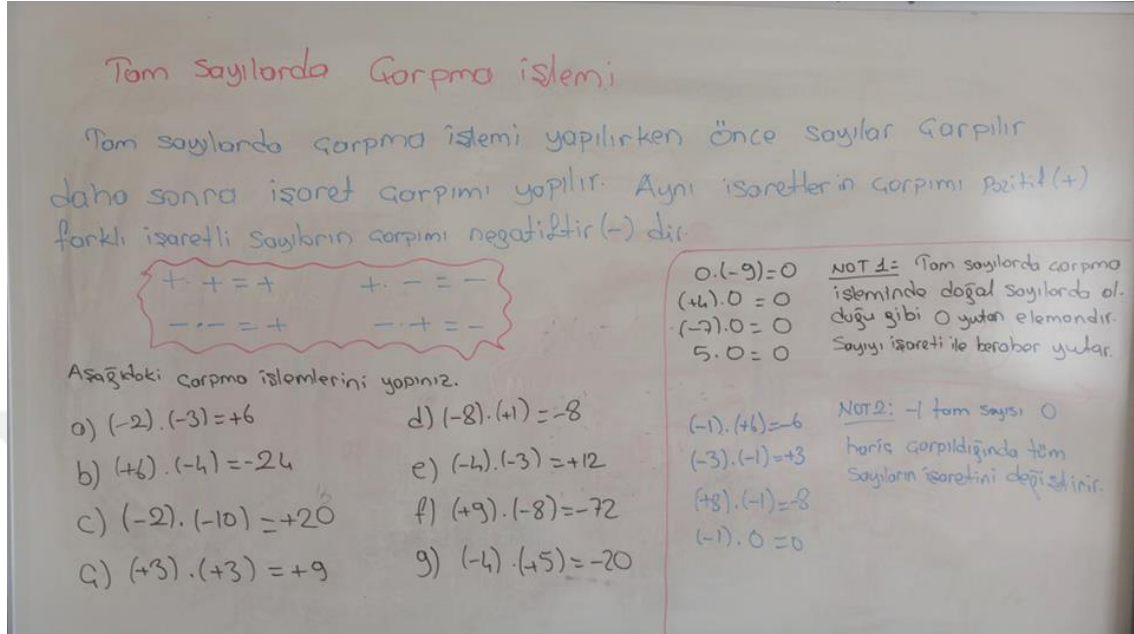 Tam Sayılarda Çarpma işlemi
Tam sayılarda çarpma işlemi yapılırken önce sayılar çarpılır
daha sonra işaret çarpımı yapılır. Aynı isaretlerin çarpımı Pozitif (+)
farklı işaretli Sayıların çarpımı negatiftir (-) dir.
+ . + = + + . - = -
- . - = + - . + = -
Aşağıdaki çarpma işlemlerini yapınız.
a) (-2) . (-3) = +6
b) (+6) . (-4) = -24
c) (-2) . (-10) = +20
ç) (+3) . (+3) = +9
d) (-8) . (+1) = -8
e) (-4) . (-3) = +12
f) (+9) . (-8) = -72
g) (-4) . (+5) = -20
0 . (-9) = 0
(+4) . 0 = 0
(-7) . 0 = 0
5 . 0 = 0
NOT 1: Tam sayılarda çarpma
işleminde doğal sayılarda ol-
duğu gibi 0 yutan elemandır.
Sayıyı işareti ile beraber yutar.
(-1) . (+6) = -6
(-3) . (-1) = +3
(+8) . (-1) = -8
(-1) . 0 = 0
NOT 2: -1 tam sayısı 0
hariç çarpıldığında tüm
Sayıların işaretini değiştirir.